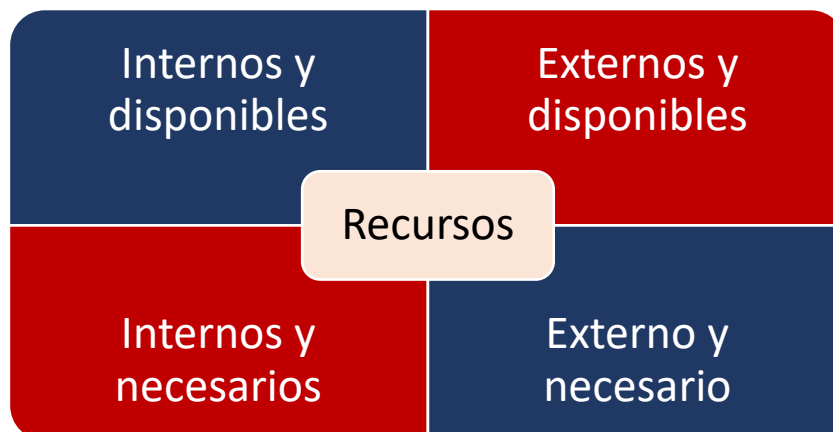 Internos y
disponibles
Externos y
disponibles
Recursos
Internos y
necesarios
Externo y
necesario